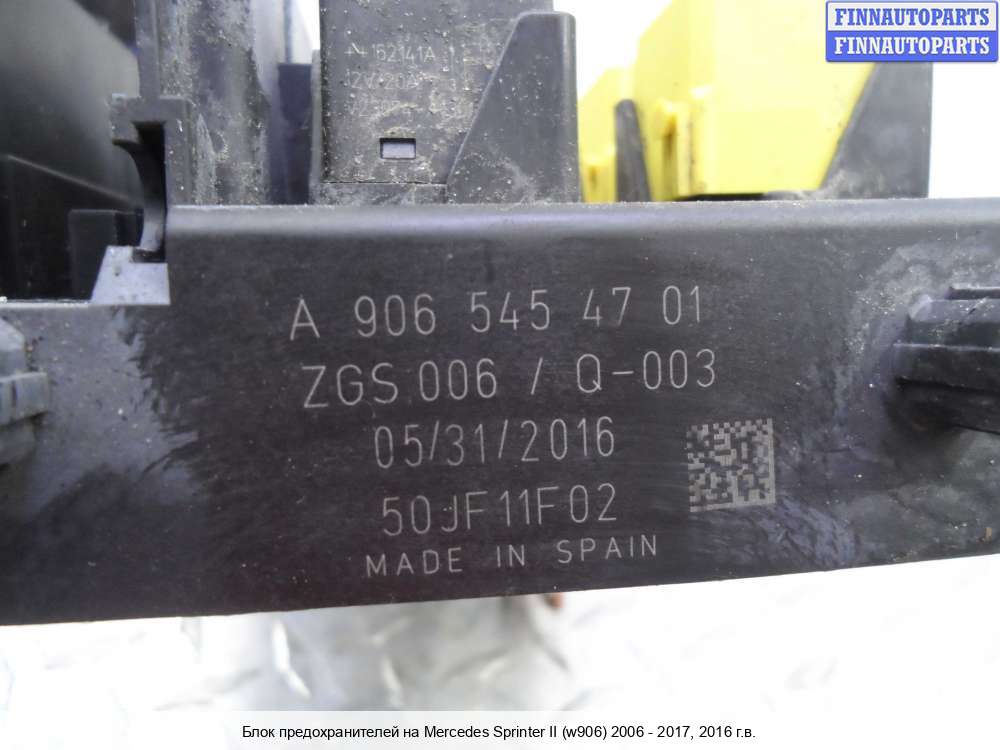 FINNAUTOPARTS
FINNAUTOPARTS
152141A
A 906 545 47 01
ZGS 006 / Q-003
05/31/2016
50JF11F02
MADE IN SPAIN
Блок предохранителей на Mercedes Sprinter II (w906) 2006 - 2017, 2016 г.в.